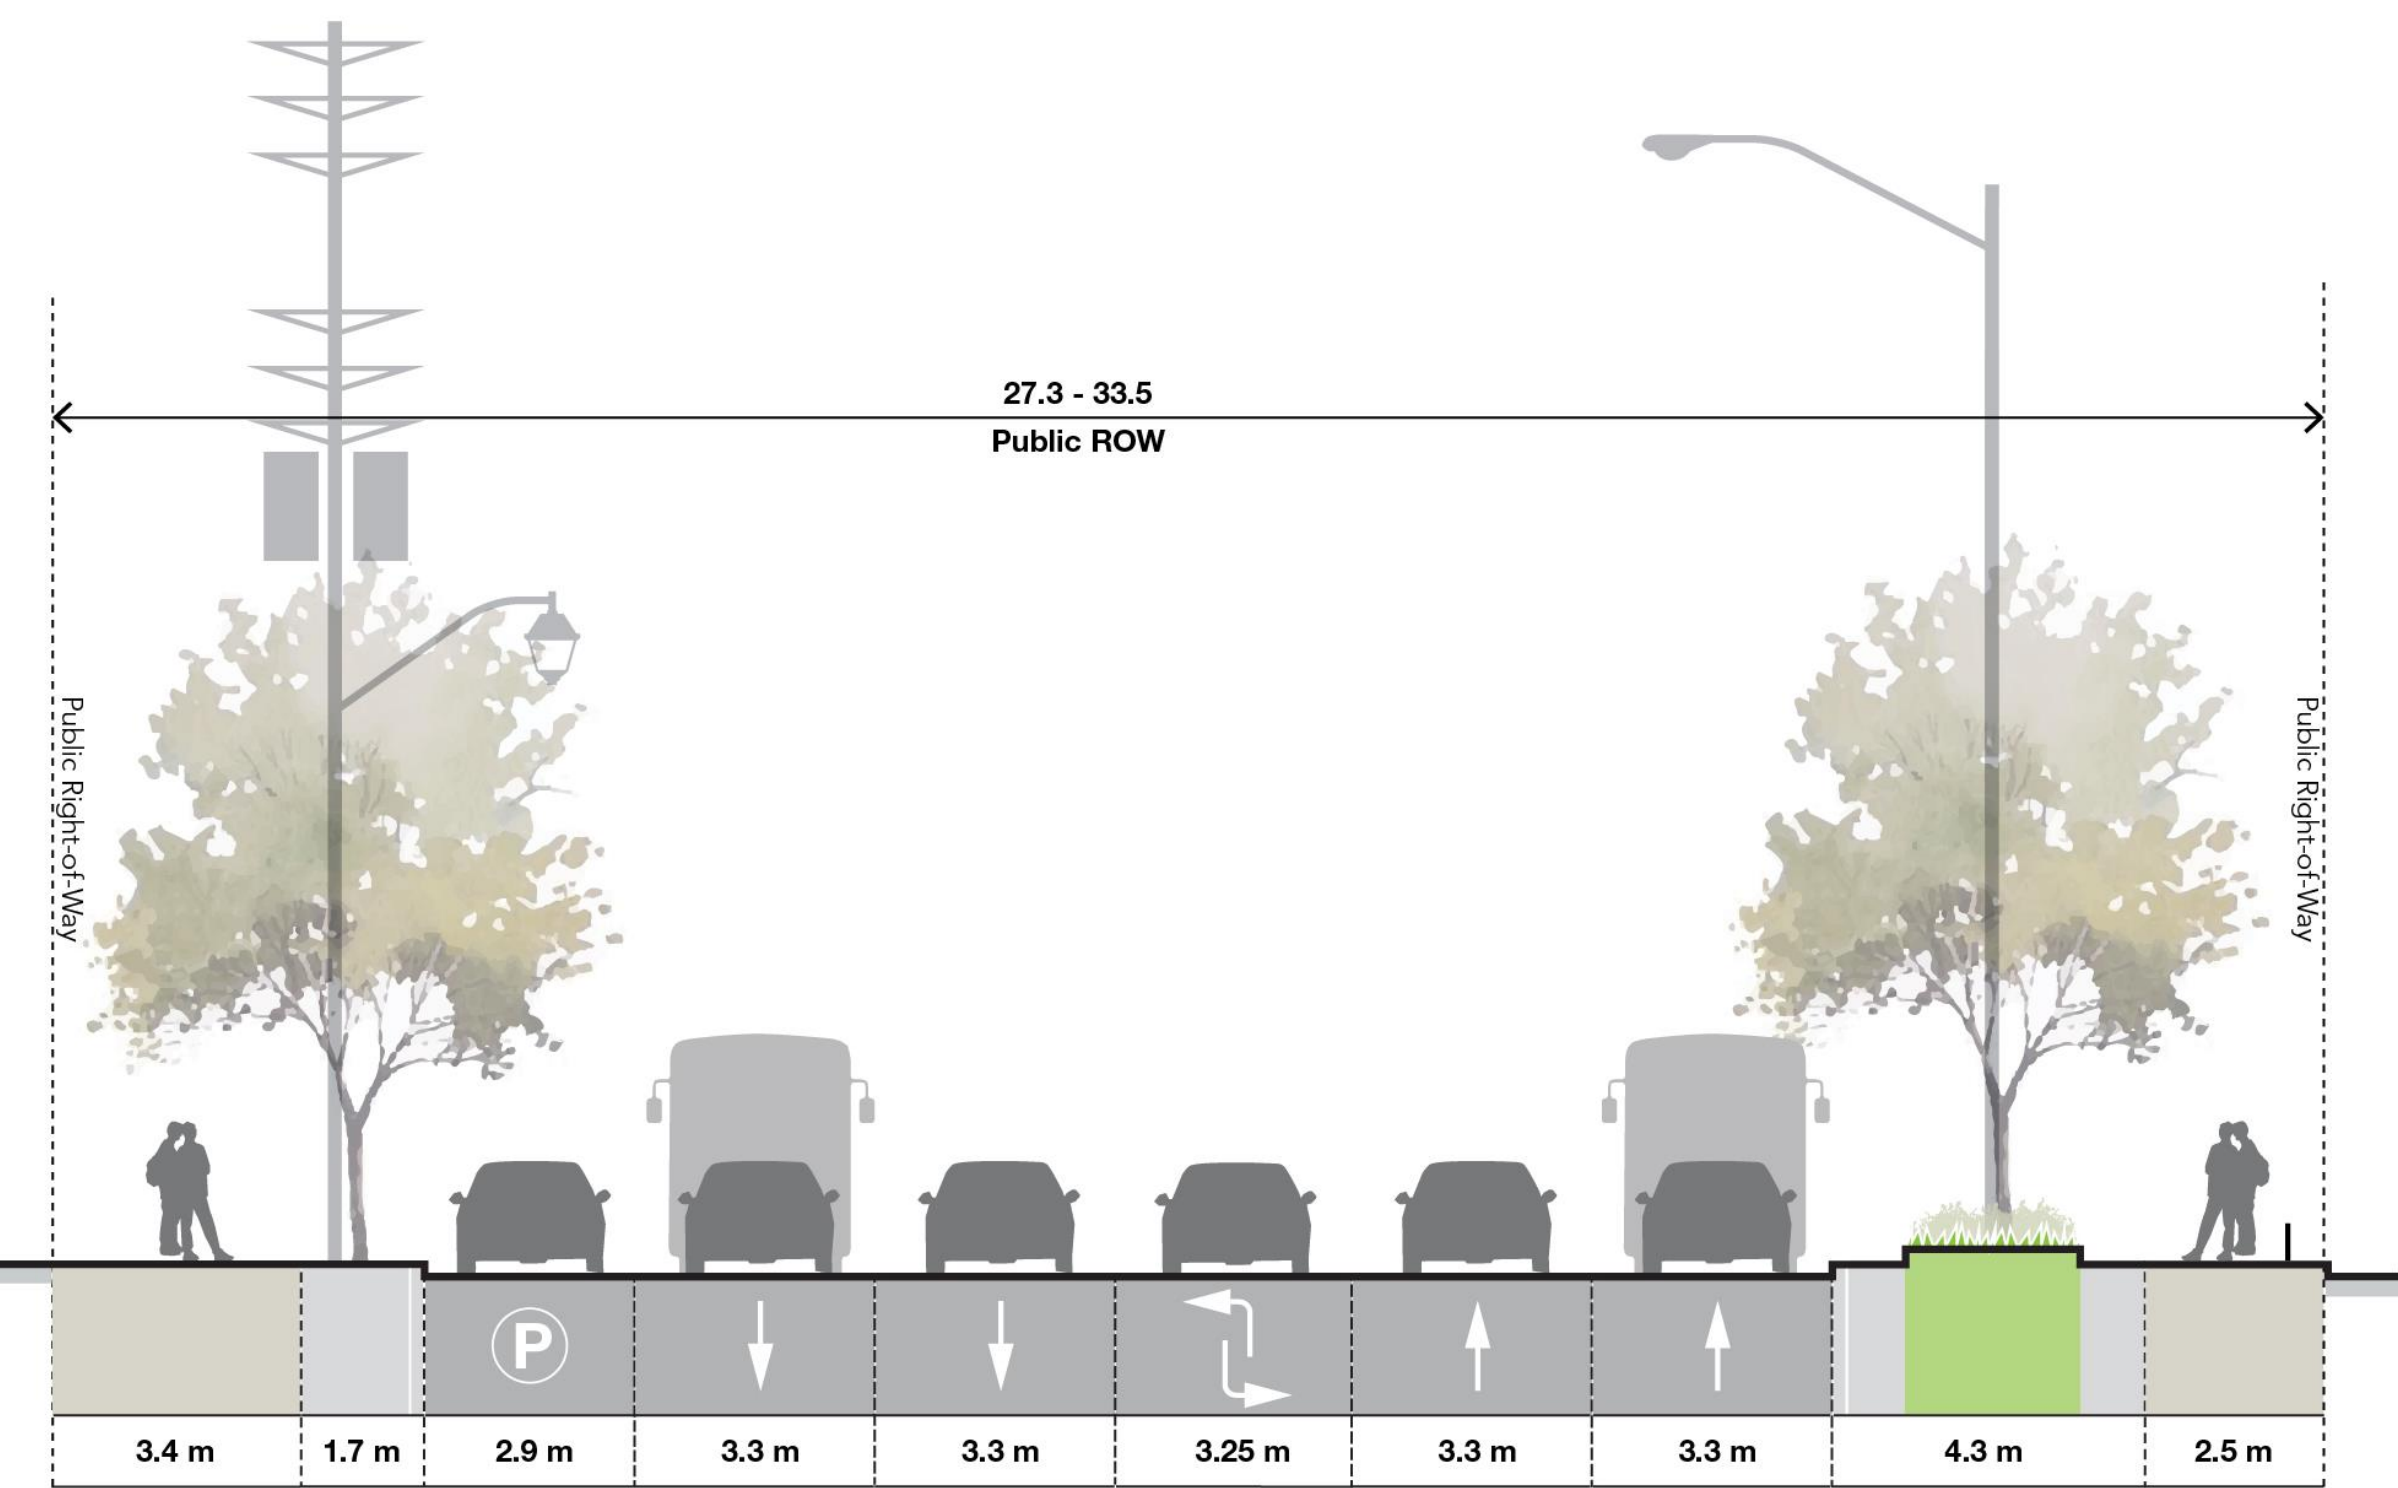 27.3 - 33.5
Public ROW
Public Right-of-Way
Public Right-of-Way
P
3.4 m
1.7 m
2.9 m
3.3 m
3.3 m
3.25 m
3.3 m
3.3 m
4.3 m
2.5 m